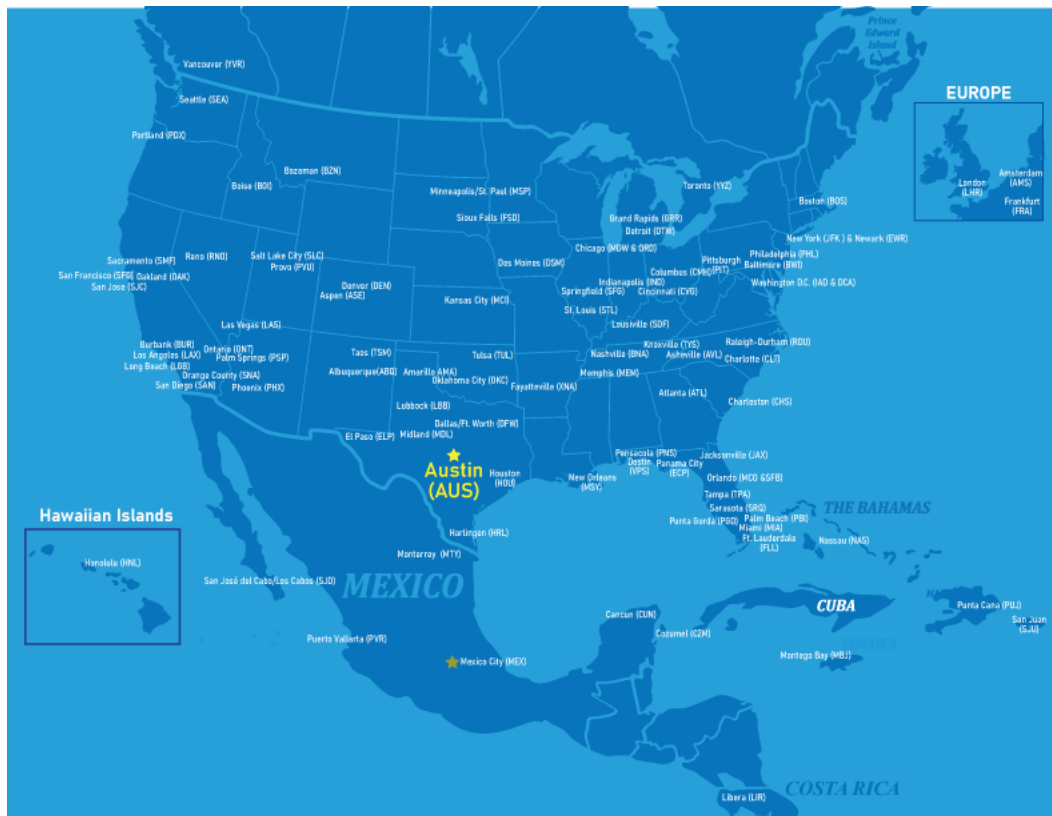 Prince
Edward
Island
Vancouver (YVR)
EUROPE
Seattle (SEA)
Portland (PDX)
Bozeman (BZN)
Boise (BOI)
Minneapolis/St. Paul (MSP)
Toronto (YYZ)
Amsterdam
(AMS)
London
(LHR)
Frankfurt
(FRA)
Boston (BOS)
Sioux Falls (FSD)
Grand Rapids (GRR)
Detroit (DTW)
New York (JFK ) & Newark (EWR)
Chicago (MDW & ORD)
Sacramento (SMF)
Reno (RNO)
Salt Lake City (SLC)
Provo (PVU)
Des Moines (DSM)
Pittsburgh
(PIT)
Philadelphia (PHL)
Baltimore (BWI)
San Francisco (SFO)
Oakland (OAK)
San Jose (SJC)
Denver (DEN)
Aspen (ASE)
Columbus (CMH)
Indianapolis (IND)
Springfield (SFG)
Cincinnati (CVG)
Washington D.C. (IAD & DCA)
Kansas City (MCI)
St. Louis (STL)
Lousiville (SDF)
Las Vegas (LAS)
Burbank (BUR)
Ontario (ONT)
Los Angeles (LAX)
Palm Springs (PSP)
Long Beach (LGB)
Orange County (SNA)
San Diego (SAN)
Phoenix (PHX)
Taos (TSM)
Tulsa (TUL)
Nashville (BNA)
Knoxville (TYS)
Asheville (AVL)
Raleigh-Durham (RDU)
Charlotte (CLT)
Albuquerque(ABQ)
Amarillo AMA)
Oklahoma City (OKC)
Fayetteville (XNA)
Memphis (MEM)
Atlanta (ATL)
Charleston (CHS)
Lubbock (LBB)
Dallas/Ft. Worth (DFW)
El Paso (ELP)
Midland (MDL)
Austin
(AUS)
Houston
(HOU)
New Orleans
(MSY)
Pensacola (PNS)
Destin
(VPS)
Panama City
(ECP)
Jacksonville (JAX)
Orlando (MCO &SFB)
Tampa (TPA)
Sarasota (SRQ)
Punta Gorda (PGD)
Palm Beach (PBI)
Miami (MIA)
Ft. Lauderdale
(FLL)
THE BAHAMAS
Nassau (NAS)
Hawaiian Islands
Honolulu (HNL)
Harlingen (HRL)
Monterrey (MTY)
San José del Cabo/Los Cabos (SJD)
MEXICO
Cancun (CUN)
CUBA
Punta Cana (PUJ)
San Juan
(SJU)
Cozumel (CZM)
Puerto Vallarta (PVR)
JAMAICA
Montego Bay (MBJ)
Mexico City (MEX)
COSTA RICA
Libera (LIR)